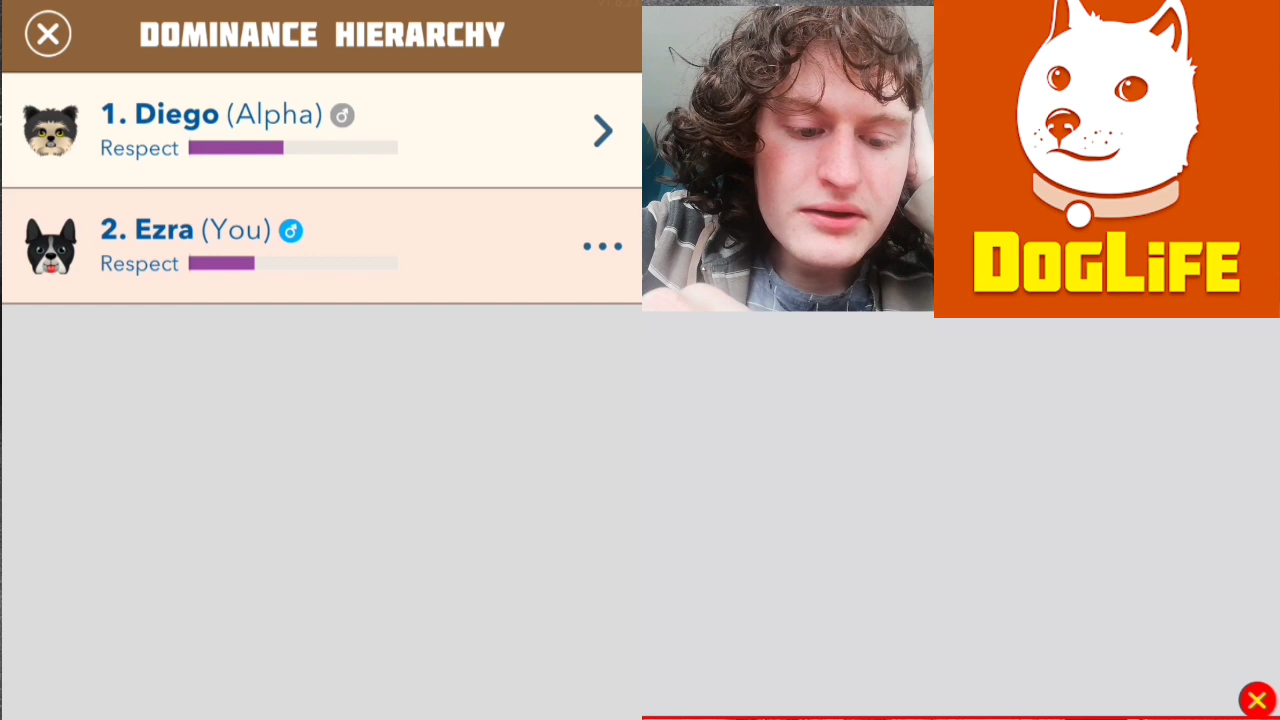 DOMINANCE HIERARCHY
1. Diego (Alpha)
Respect
2. Ezra (You)
Respect
DOGLIFE